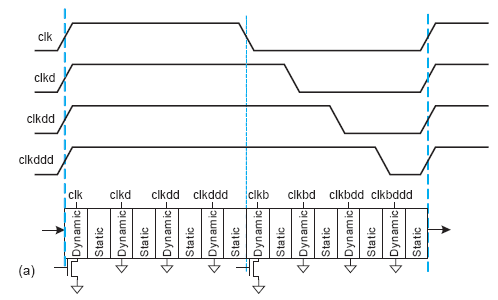 clk
clkd
clkdd
clkddd
clk clkd clkdd clkddd clkb clkbd clkbdd clkbddd
Dynamic Static Dynamic Static Dynamic Static Dynamic Static Dynamic Static Dynamic Static Dynamic Static Dynamic Static
(a)